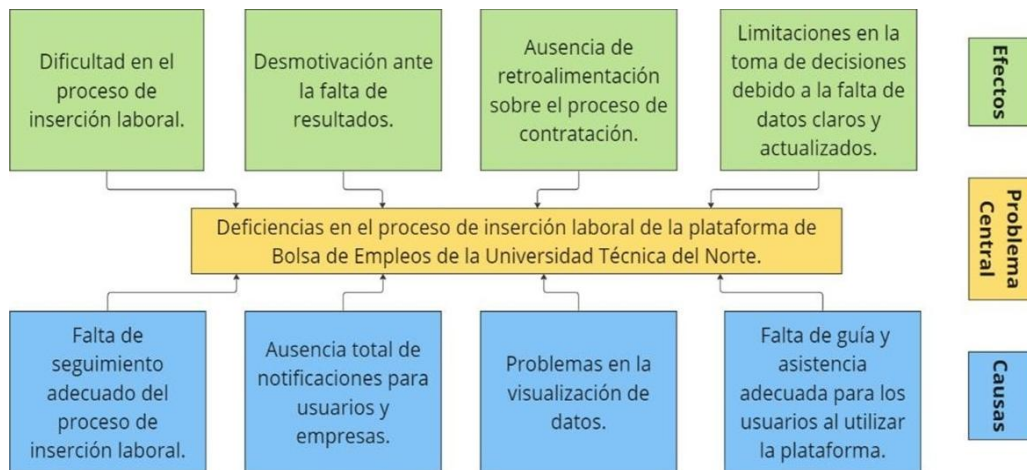 Dificultad en el
proceso de
inserción laboral.
Desmotivación ante
la falta de
resultados.
Ausencia de
retroalimentación
sobre el proceso de
contratación.
Limitaciones en la
toma de decisiones
debido a la falta de
datos claros y
actualizados.
Efectos
Deficiencias en el proceso de inserción laboral de la plataforma de
Bolsa de Empleos de la Universidad Técnica del Norte.
Problema
Central
Falta de
seguimiento
adecuado del
proceso de
inserción laboral.
Ausencia total de
notificaciones para
usuarios y
empresas.
Problemas en la
visualización de
datos.
Falta de guía y
asistencia
adecuada para los
usuarios al utilizar
la plataforma.
Causas